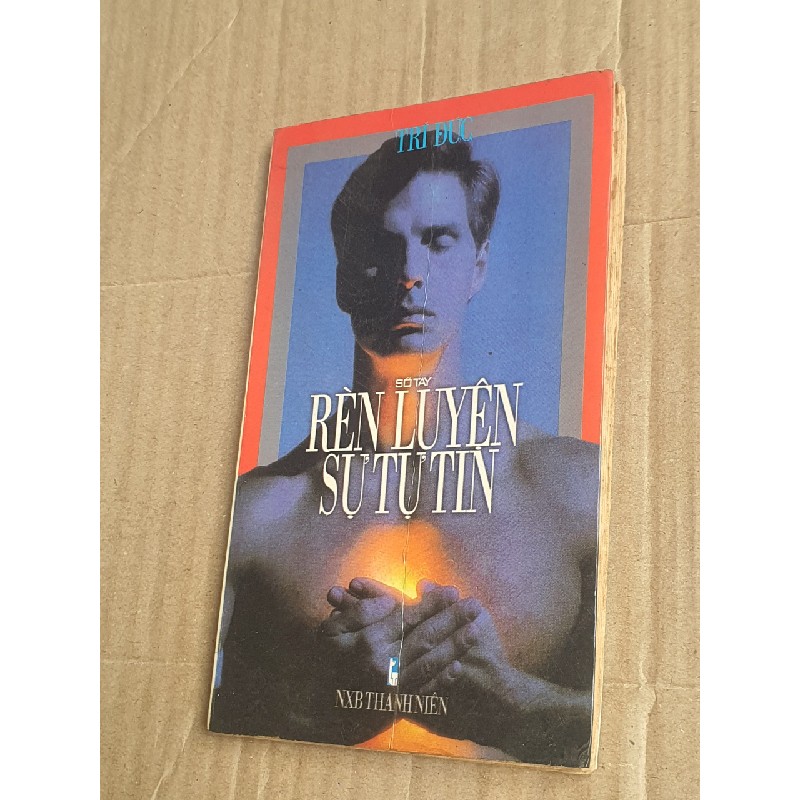 TRÍ ĐỨC
SỔ TAY
RÈN LUYỆN
SỰ TỰ TIN
NXB THANH NIÊN